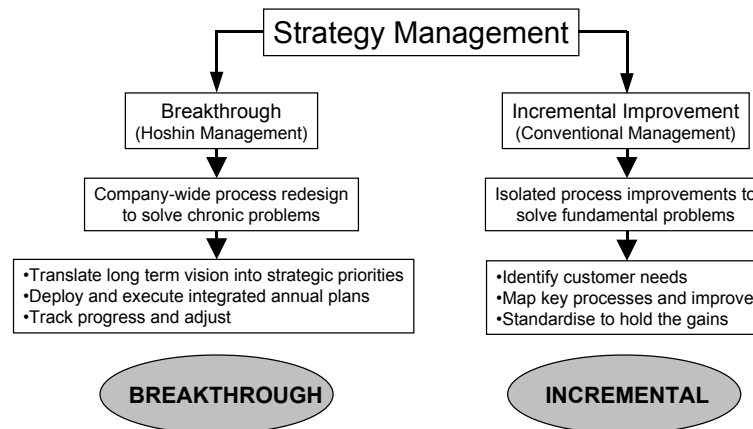 Strategy Management
Breakthrough
(Hoshin Management)
Company-wide process redesign
to solve chronic problems
•Translate long term vision into strategic priorities
•Deploy and execute integrated annual plans
•Track progress and adjust
BREAKTHROUGH
Incremental Improvement
(Conventional Management)
Isolated process improvements to
solve fundamental problems
•Identify customer needs
•Map key processes and improve
•Standardise to hold the gains
INCREMENTAL